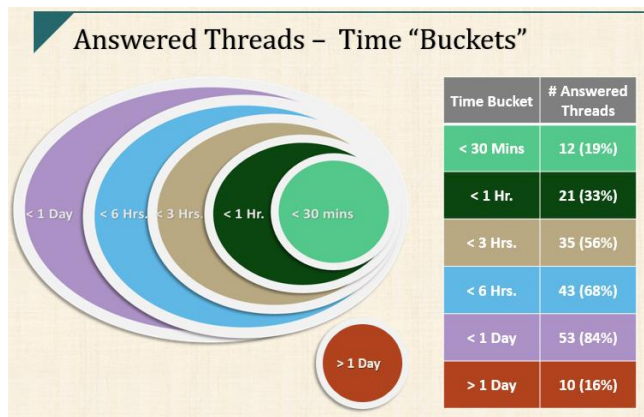 Answered Threads – Time “Buckets”
< 1 Day
< 6 Hrs.
< 3 Hrs.
< 1 Hr.
< 30 mins
> 1 Day
Time Bucket # Answered Threads
< 30 Mins 12 (19%)
< 1 Hr. 21 (33%)
< 3 Hrs. 35 (56%)
< 6 Hrs. 43 (68%)
< 1 Day 53 (84%)
> 1 Day 10 (16%)